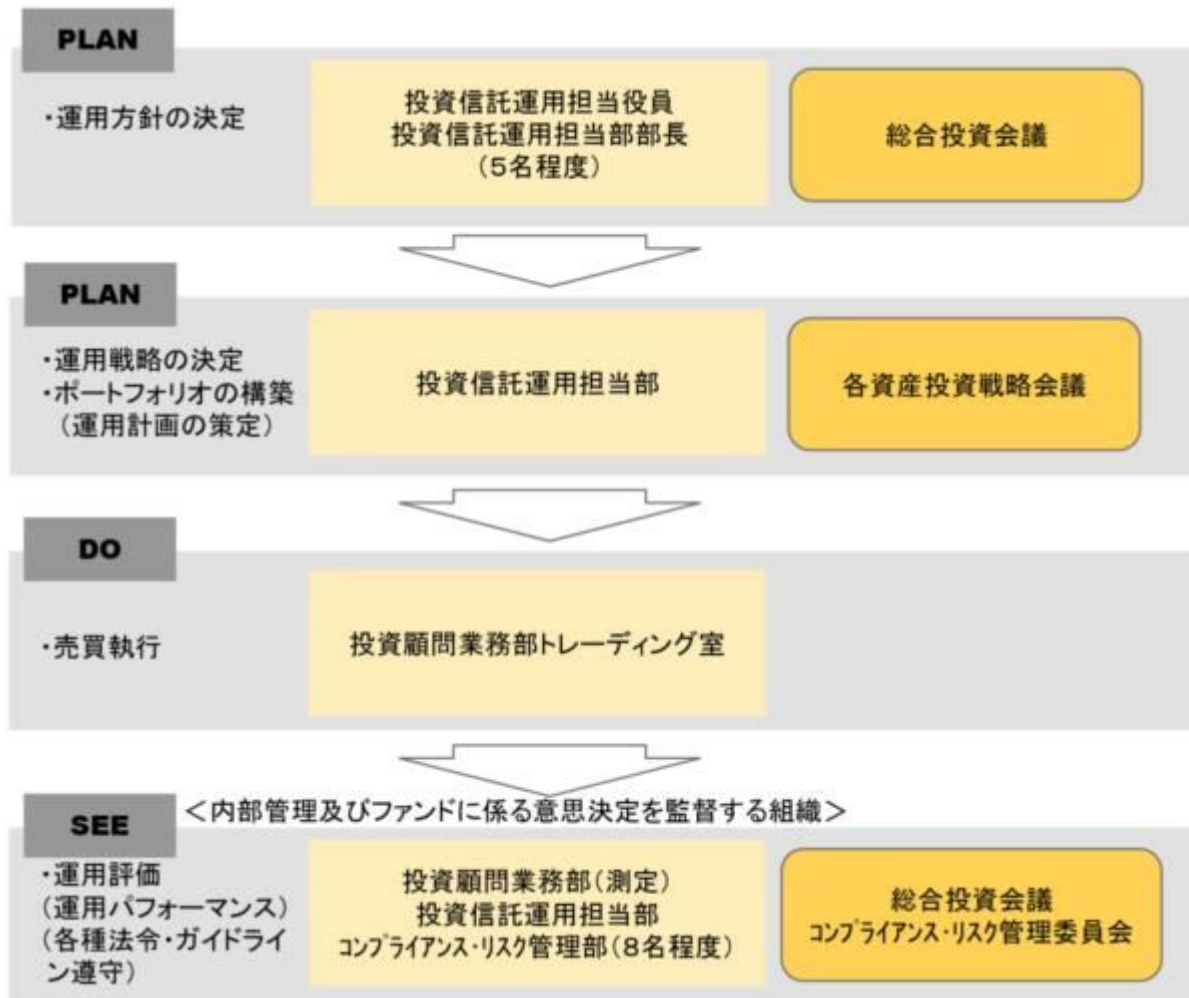 PLAN
・運用方針の決定
投資信託運用担当役員
投資信託運用担当部部長
(5名程度)
総合投資会議
PLAN
・運用戦略の決定
・ポートフォリオの構築
(運用計画の策定)
投資信託運用担当部
各資産投資戦略会議
DO
・売買執行
投資顧問業務部トレーディング室
SEE
<内部管理及びファンドに係る意思決定を監督する組織>
・運用評価
(運用パフォーマンス)
(各種法令・ガイドライ
ン遵守)
投資顧問業務部(測定)
投資信託運用担当部
コンプライアンス・リスク管理部(8名程度)
総合投資会議
コンプライアンス・リスク管理委員会